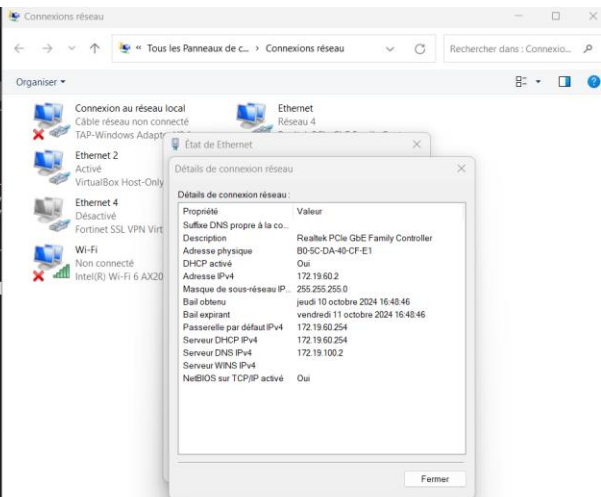 Connexions réseau
« Tous les Panneaux de c... > Connexions réseau
Rechercher dans : Connexio...
Organiser
Connexion au réseau local
Câble réseau non connecté
TAP-Windows
Ethernet
Réseau 4
Ethernet 2
Activé
VirtualBox Host-Only
Ethernet 4
Désactivé
Fortinet SSL VPN Virt
Wi-Fi
Non connecté
Intel(R) Wi-Fi 6 AX20
État de Ethernet
Détails de connexion réseau
Détails de connexion réseau :
Propriété Valeur
Suffixe DNS propre à la co...
Description Realtek PCIe GbE Family Controller
Adresse physique B0-5C-DA-40-CF-E1
DHCP activé Oui
Adresse IPv4 172.19.60.2
Masque de sous-réseau IP... 255.255.255.0
Bail obtenu jeudi 10 octobre 2024 16:48:46
Bail expirant vendredi 11 octobre 2024 16:48:46
Passerelle par défaut IPv4 172.19.60.254
Serveur DHCP IPv4 172.19.60.254
Serveur DNS IPv4 172.19.100.2
Serveur WINS IPv4
NetBIOS sur TCP/IP activé Oui
Fermer